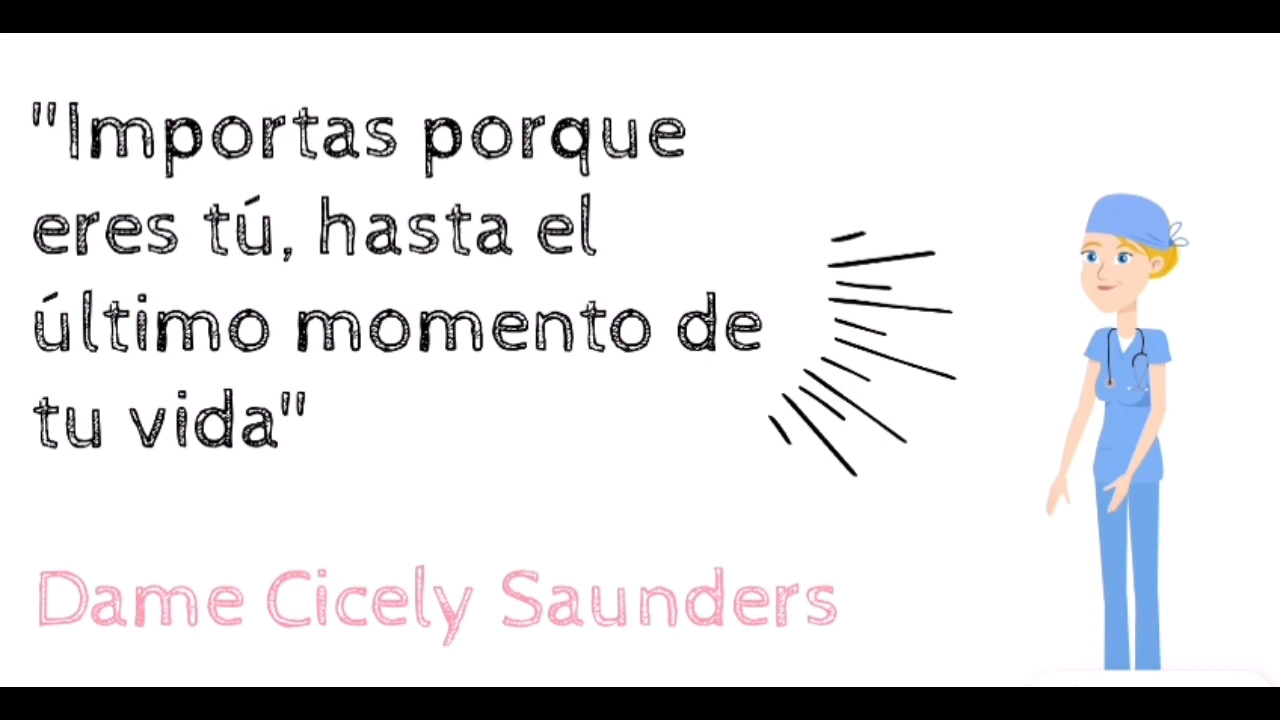 "Importas porque
eres tú, hasta el
último momento de
tu vida"
Dame Cicely Saunders